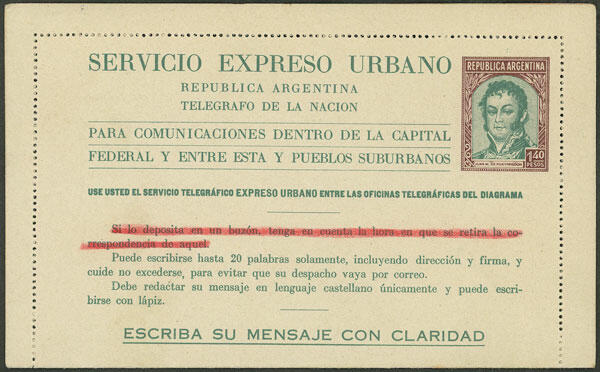 SERVICIO EXPRESO URBANO
REPUBLICA ARGENTINA
TELEGRAFO DE LA NACION
PARA COMUNICACIONES DENTRO DE LA CAPITAL
FEDERAL Y ENTRE ESTA Y PUEBLOS SUBURBANOS
REPUBLICA ARGENTINA
JUAN M. DE PUEYRREDON
1.40
PESOS
USE USTED EL SERVICIO TELEGRÁFICO EXPRESO URBANO ENTRE LAS OFICINAS TELEGRÁFICAS DEL DIAGRAMA
Si lo deposita en un buzón, tenga en cuenta la hora en que se retira la co-
rrespondencia de aquel.
Puede escribirse hasta 20 palabras solamente, incluyendo dirección y firma, y
cuide no excederse, para evitar que su despacho vaya por correo.
Debe redactar su mensaje en lenguaje castellano únicamente y puede escri-
birse con lápiz.
ESCRIBA SU MENSAJE CON CLARIDAD